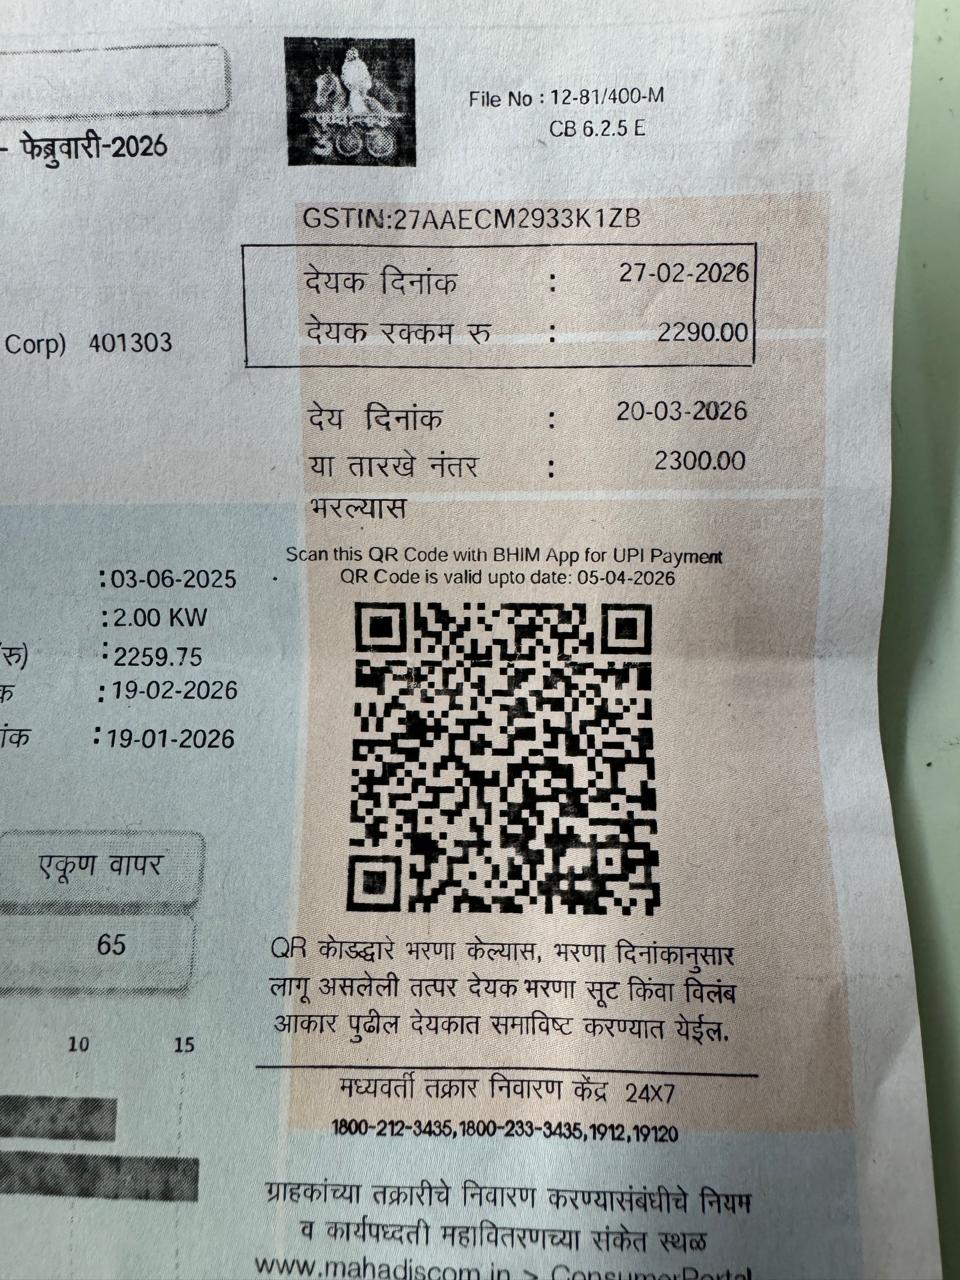 File No : 12-81/400-M
CB 6.2.5 E
- फेब्रुवारी-2026
300
GSTIN:27AAECM2933K1ZB
देयक दिनांक : 27-02-2026
देयक रक्कम रु : 2290.00
Corp) 401303
देय दिनांक : 20-03-2026
या तारखे नंतर : 2300.00
भरल्यास
Scan this QR Code with BHIM App for UPI Payment
QR Code is valid upto date: 05-04-2026
:03-06-2025
:2.00 KW
रु) :2259.75
क :19-02-2026
ांक :19-01-2026
एकूण वापर
65
10 15
QR कोडद्धारे भरणा केल्यास, भरणा दिनांकानुसार
लागू असलेली तत्पर देयक भरणा सूट किंवा विलंब
आकार पुढील देयकात समाविष्ट करण्यात येईल.
मध्यवर्ती तक्रार निवारण केंद्र 24X7
1800-212-3435,1800-233-3435,1912,19120
ग्राहकांच्या तक्रारीचे निवारण करण्यासंबंधीचे नियम
व कार्यपध्दती महावितरणच्या संकेत स्थळ
www.mahadiscom.in > ConsumerPortal